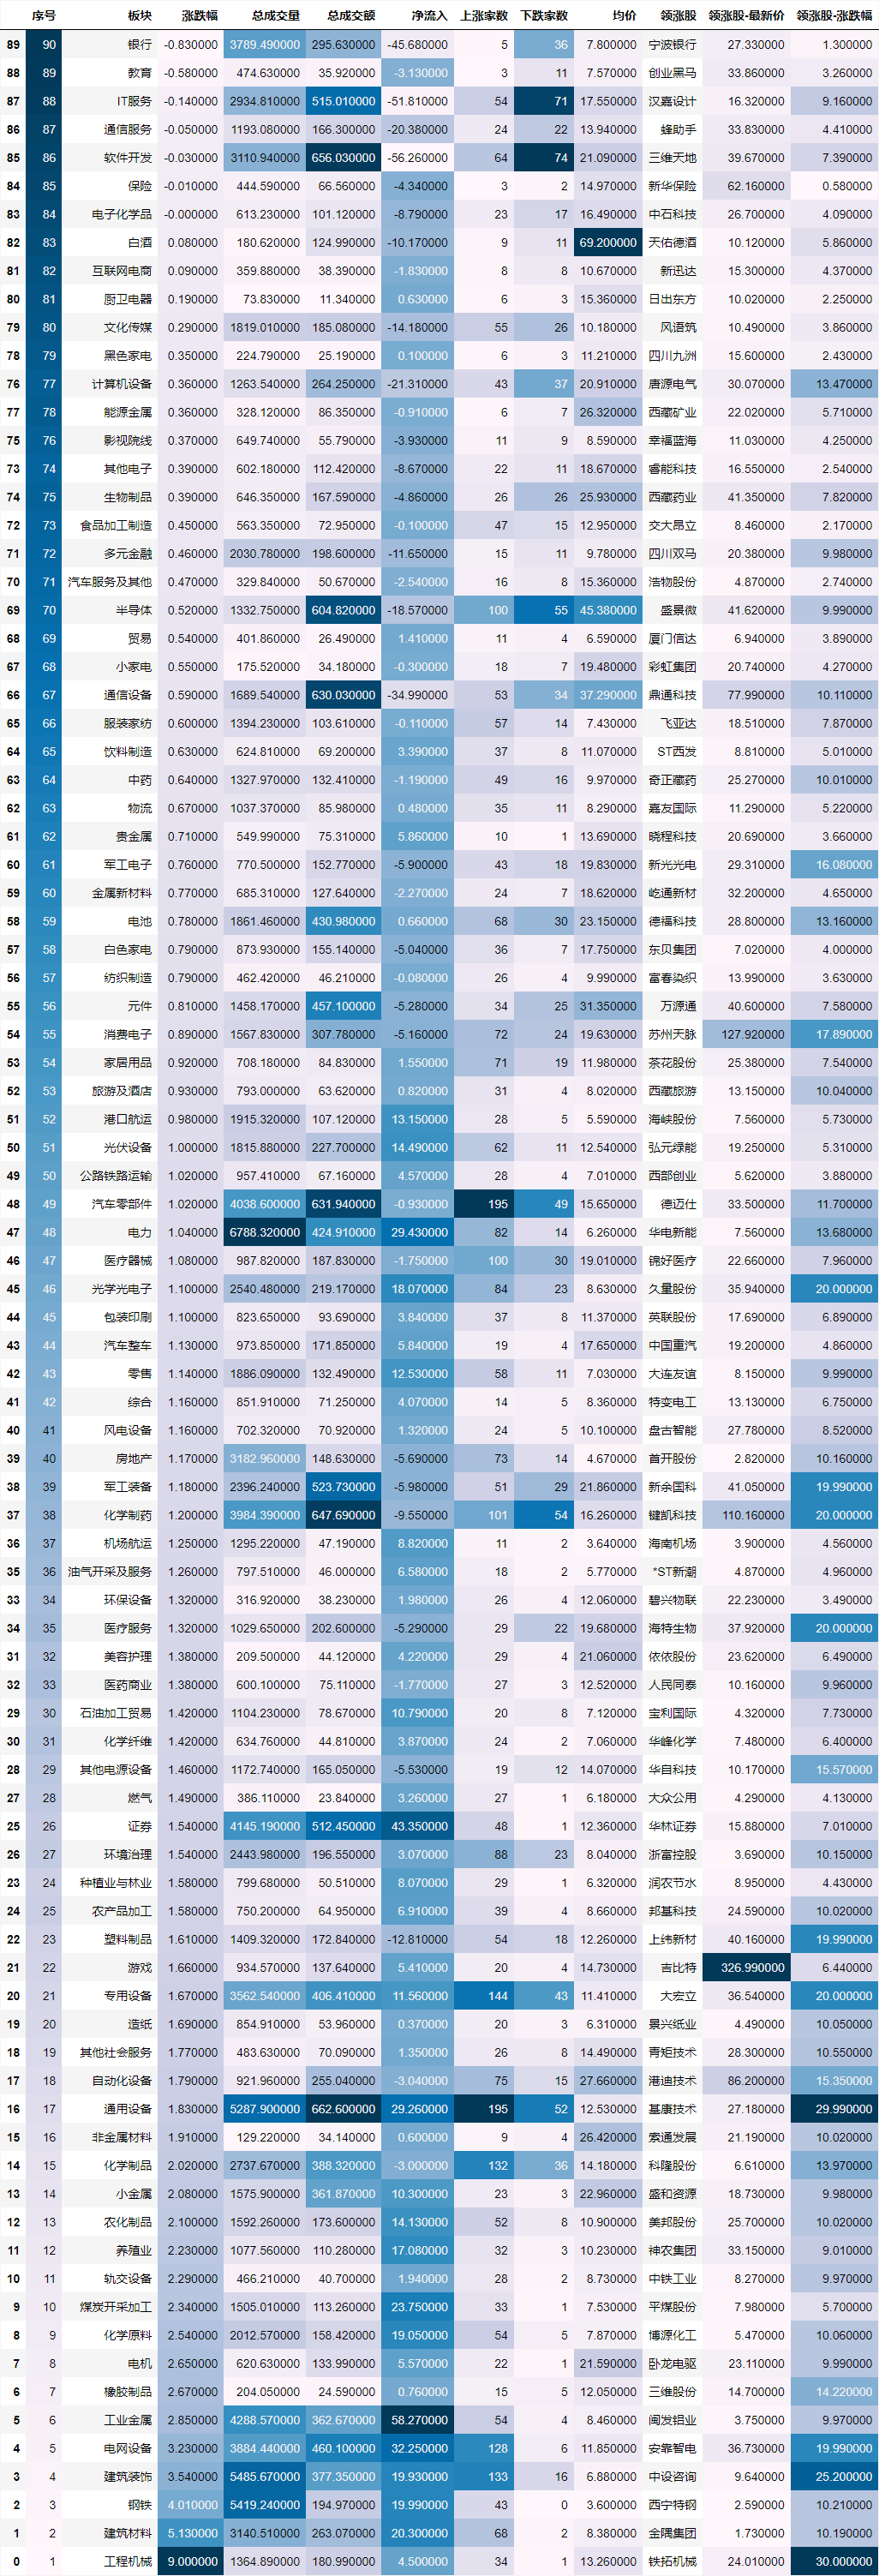 序号 板块 涨跌幅 总成交量 总成交额 净流入 上涨家数 下跌家数 均价 领涨股 领涨股-最新价 领涨股-涨跌幅
89 90 银行 -0.830000 3789.490000 295.630000 -45.680000 5 36 7.800000 宁波银行 27.330000 1.300000
88 89 教育 -0.580000 474.630000 35.920000 -3.130000 3 11 7.570000 创业黑马 33.860000 3.260000
87 88 IT服务 -0.140000 2934.810000 515.010000 -51.810000 54 71 17.550000 汉嘉设计 16.320000 9.160000
86 87 通信服务 -0.050000 1193.080000 166.300000 -20.380000 24 22 13.940000 蜂助手 33.830000 4.410000
85 86 软件开发 -0.030000 3110.940000 656.030000 -56.260000 64 74 21.090000 三维天地 39.670000 7.390000
84 85 保险 -0.010000 444.590000 66.560000 -4.340000 3 2 14.970000 新华保险 62.160000 0.580000
83 84 电子化学品 -0.000000 613.230000 101.120000 -8.790000 23 17 16.490000 中石科技 26.700000 4.090000
82 83 白酒 0.080000 180.620000 124.990000 -10.170000 9 11 69.200000 天佑德酒 10.120000 5.860000
81 82 互联网电商 0.090000 359.880000 38.390000 -1.830000 8 8 10.670000 新迅达 15.300000 4.370000
80 81 厨卫电器 0.190000 73.830000 11.340000 0.630000 6 3 15.360000 日出东方 10.020000 2.250000
79 80 文化传媒 0.290000 1819.010000 185.080000 -14.180000 55 26 10.180000 风语筑 10.490000 3.860000
78 79 黑色家电 0.350000 224.790000 25.190000 0.100000 6 3 11.210000 四川九洲 15.600000 2.430000
76 77 计算机设备 0.360000 1263.540000 264.250000 -21.310000 43 37 20.910000 唐源电气 30.070000 13.470000
77 78 能源金属 0.360000 328.120000 86.350000 -0.910000 6 7 26.320000 西藏矿业 22.020000 5.710000
75 76 影视院线 0.370000 649.740000 55.790000 -3.930000 11 9 8.590000 幸福蓝海 11.030000 4.250000
73 74 其他电子 0.390000 602.180000 112.420000 -8.670000 22 11 18.670000 睿能科技 16.550000 2.540000
74 75 生物制品 0.390000 646.350000 167.590000 -4.860000 26 26 25.930000 西藏药业 41.350000 7.820000
72 73 食品加工制造 0.450000 563.350000 72.950000 -0.100000 47 15 12.950000 交大昂立 8.460000 2.170000
71 72 多元金融 0.460000 2030.780000 198.600000 -11.650000 15 11 9.780000 四川双马 20.380000 9.980000
70 71 汽车服务及其他 0.470000 329.840000 50.670000 -2.540000 16 8 15.360000 浩物股份 4.870000 2.740000
69 70 半导体 0.520000 1332.750000 604.820000 -18.570000 100 55 45.380000 盛景微 41.620000 9.990000
68 69 贸易 0.540000 401.860000 26.490000 1.410000 11 4 6.590000 厦门信达 6.940000 3.890000
67 68 小家电 0.550000 175.520000 34.180000 -0.300000 18 7 19.480000 彩虹集团 20.740000 4.270000
66 67 通信设备 0.590000 1689.540000 630.030000 -34.990000 53 34 37.290000 鼎通科技 77.990000 10.110000
65 66 服装家纺 0.600000 1394.230000 103.610000 -0.110000 57 14 7.430000 飞亚达 18.510000 7.870000
64 65 饮料制造 0.630000 624.810000 69.200000 3.390000 37 8 11.070000 ST西发 8.810000 5.010000
63 64 中药 0.640000 1327.970000 132.410000 -1.190000 49 16 9.970000 奇正藏药 25.270000 10.010000
62 63 物流 0.670000 1037.370000 85.980000 0.480000 35 11 8.290000 嘉友国际 11.290000 5.220000
61 62 贵金属 0.710000 549.990000 75.310000 5.860000 10 1 13.690000 晓程科技 20.690000 3.660000
60 61 军工电子 0.760000 770.500000 152.770000 -5.900000 43 18 19.830000 新光光电 29.310000 16.080000
59 60 金属新材料 0.770000 685.310000 127.640000 -2.270000 24 7 18.620000 屹通新材 32.200000 4.650000
58 59 电池 0.780000 1861.460000 430.980000 0.660000 68 30 23.150000 德福科技 28.800000 13.160000
57 58 白色家电 0.790000 873.930000 155.140000 -5.040000 36 7 17.750000 东贝集团 7.020000 4.000000
56 57 纺织制造 0.790000 462.420000 46.210000 -0.080000 26 4 9.990000 富春染织 13.990000 3.630000
55 56 元件 0.810000 1458.170000 457.100000 -5.280000 34 25 31.350000 万源通 40.600000 7.580000
54 55 消费电子 0.890000 1567.830000 307.780000 -5.160000 72 24 19.630000 苏州天脉 127.920000 17.890000
53 54 家居用品 0.920000 708.180000 84.830000 1.550000 71 19 11.980000 茶花股份 25.380000 7.540000
52 53 旅游及酒店 0.930000 793.000000 63.620000 0.820000 31 4 8.020000 西藏旅游 13.150000 10.040000
51 52 港口航运 0.980000 1915.320000 107.120000 13.150000 28 5 5.590000 海峡股份 7.560000 5.730000
50 51 光伏设备 1.000000 1815.880000 227.700000 14.490000 62 11 12.540000 弘元绿能 19.250000 5.310000
49 50 公路铁路运输 1.020000 957.410000 67.160000 4.570000 28 4 7.010000 西部创业 5.620000 3.880000
48 49 汽车零部件 1.020000 4038.600000 631.940000 -0.930000 195 49 15.650000 德迈仕 33.500000 11.700000
47 48 电力 1.040000 6788.320000 424.910000 29.430000 82 14 6.260000 华电新能 7.560000 13.680000
46 47 医疗器械 1.080000 987.820000 187.830000 -1.750000 100 30 19.010000 锦好医疗 22.660000 7.960000
45 46 光学光电子 1.100000 2540.480000 219.170000 18.070000 84 23 8.630000 久量股份 35.940000 20.000000
44 45 包装印刷 1.100000 823.650000 93.690000 3.840000 37 8 11.370000 英联股份 17.690000 6.890000
43 44 汽车整车 1.130000 973.850000 171.850000 5.840000 19 4 17.650000 中国重汽 19.200000 4.860000
42 43 零售 1.140000 1886.090000 132.490000 12.530000 58 11 7.030000 大连友谊 8.150000 9.990000
41 42 综合 1.160000 851.910000 71.250000 4.070000 14 5 8.360000 特变电工 13.130000 6.750000
40 41 风电设备 1.160000 702.320000 70.920000 1.320000 24 5 10.100000 盘古智能 27.780000 8.520000
39 40 房地产 1.170000 3182.960000 148.630000 -5.690000 73 14 4.670000 首开股份 2.820000 10.160000
38 39 军工装备 1.180000 2396.240000 523.730000 -5.980000 51 29 21.860000 新余国科 41.050000 19.990000
37 38 化学制药 1.200000 3984.390000 647.690000 -9.550000 101 54 16.260000 键凯科技 110.160000 20.000000
36 37 机场航运 1.250000 1295.220000 47.190000 8.820000 11 2 3.640000 海南机场 3.900000 4.560000
35 36 油气开采及服务 1.260000 797.510000 46.000000 6.580000 18 2 5.770000 *ST新潮 4.870000 4.960000
33 34 环保设备 1.320000 316.920000 38.230000 1.980000 26 4 12.060000 碧兴物联 22.230000 3.490000
34 35 医疗服务 1.320000 1029.650000 202.600000 -5.290000 29 22 19.680000 海特生物 37.920000 20.000000
31 32 美容护理 1.380000 209.500000 44.120000 4.220000 29 4 21.060000 依依股份 23.620000 6.490000
32 33 医药商业 1.380000 600.100000 75.110000 -1.770000 27 3 12.520000 人民同泰 10.160000 9.960000
29 30 石油加工贸易 1.420000 1104.230000 78.670000 10.790000 20 8 7.120000 宝利国际 4.320000 7.730000
30 31 化学纤维 1.420000 634.760000 44.810000 3.870000 24 2 7.060000 华峰化学 7.480000 6.400000
28 29 其他电源设备 1.460000 1172.740000 165.050000 -5.530000 19 12 14.070000 华自科技 10.170000 15.570000
27 28 燃气 1.490000 386.110000 23.840000 3.260000 27 1 6.180000 大众公用 4.290000 4.130000
25 26 证券 1.540000 4145.190000 512.450000 43.350000 48 1 12.360000 华林证券 15.880000 7.010000
26 27 环境治理 1.540000 2443.980000 196.550000 3.070000 88 23 8.040000 浙富控股 3.690000 10.150000
23 24 种植业与林业 1.580000 799.680000 50.510000 8.070000 29 1 6.320000 润农节水 8.950000 4.430000
24 25 农产品加工 1.580000 750.200000 64.950000 6.910000 39 4 8.660000 邦基科技 24.590000 10.020000
22 23 塑料制品 1.610000 1409.320000 172.840000 -12.810000 54 18 12.260000 上纬新材 40.160000 19.990000
21 22 游戏 1.660000 934.570000 137.640000 5.410000 20 4 14.730000 吉比特 326.990000 6.440000
20 21 专用设备 1.670000 3562.540000 406.410000 11.560000 144 43 11.410000 大宏立 36.540000 20.000000
19 20 造纸 1.690000 854.910000 53.960000 0.370000 20 3 6.310000 景兴纸业 4.490000 10.050000
18 19 其他社会服务 1.770000 483.630000 70.090000 1.350000 26 8 14.490000 青矩技术 28.300000 10.550000
17 18 自动化设备 1.790000 921.960000 255.040000 -3.040000 75 15 27.660000 港迪技术 86.200000 15.350000
16 17 通用设备 1.830000 5287.900000 662.600000 29.260000 195 52 12.530000 基康技术 27.180000 29.990000
15 16 非金属材料 1.910000 129.220000 34.140000 0.600000 9 4 26.420000 索通发展 21.190000 10.020000
14 15 化学制品 2.020000 2737.670000 388.320000 -3.000000 132 36 14.180000 科隆股份 6.610000 13.970000
13 14 小金属 2.080000 1575.900000 361.870000 10.300000 23 3 22.960000 盛和资源 18.730000 9.980000
12 13 农化制品 2.100000 1592.260000 173.600000 14.130000 52 8 10.900000 美邦股份 25.700000 10.020000
11 12 养殖业 2.230000 1077.560000 110.280000 17.080000 32 3 10.230000 神农集团 33.150000 9.010000
10 11 轨交设备 2.290000 466.210000 40.700000 1.940000 28 2 8.730000 中铁工业 8.270000 9.970000
9 10 煤炭开采加工 2.340000 1505.010000 113.260000 23.750000 33 1 7.530000 平煤股份 7.980000 5.700000
8 9 化学原料 2.540000 2012.570000 158.420000 19.050000 54 5 7.870000 博源化工 5.470000 10.060000
7 8 电机 2.650000 620.630000 133.990000 5.570000 22 1 21.590000 卧龙电驱 23.110000 9.990000
6 7 橡胶制品 2.670000 204.050000 24.590000 0.760000 15 5 12.050000 三维股份 14.700000 14.220000
5 6 工业金属 2.850000 4288.570000 362.670000 58.270000 54 4 8.460000 闽发铝业 3.750000 9.970000
4 5 电网设备 3.230000 3884.440000 460.100000 32.250000 128 6 11.850000 安靠智电 36.730000 19.990000
3 4 建筑装饰 3.540000 5485.670000 377.350000 19.930000 133 16 6.880000 中设咨询 9.640000 25.200000
2 3 钢铁 4.010000 5419.240000 194.970000 19.990000 43 0 3.600000 西宁特钢 2.590000 10.210000
1 2 建筑材料 5.130000 3140.510000 263.070000 20.300000 68 2 8.380000 金隅集团 1.730000 10.190000
0 1 工程机械 9.000000 1364.890000 180.990000 4.500000 34 1 13.260000 铁拓机械 24.010000 30.000000